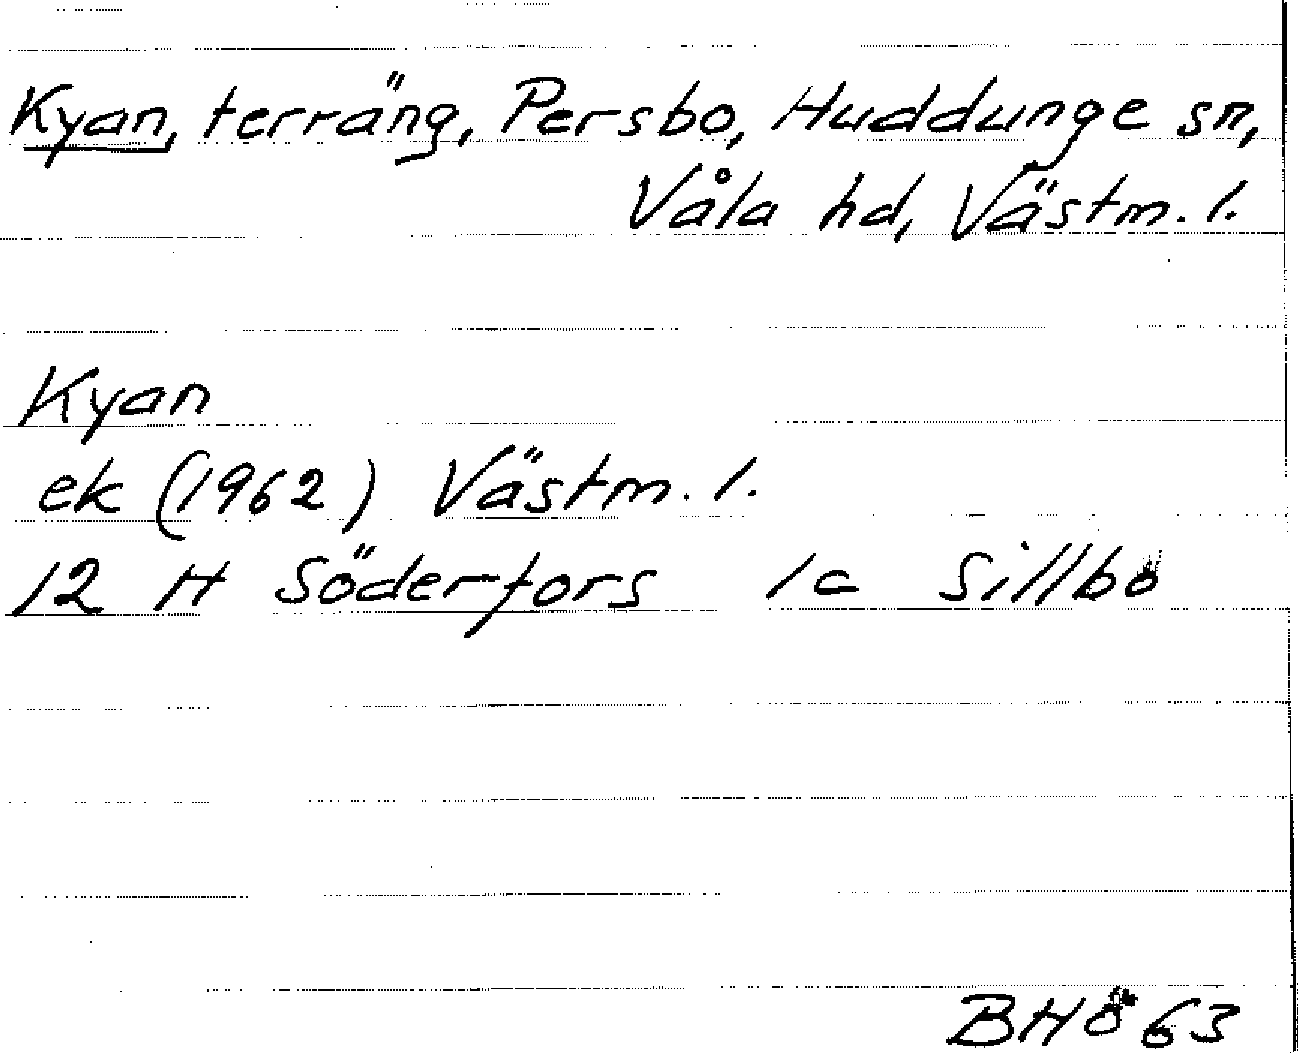 Kyan, terräng, Persbo, Huddunge sn,
Våla hd, Västm. l.
Kyan
ek (1962) Västm. l.
12 H Söderfors 1c Sillbo
BHö 63